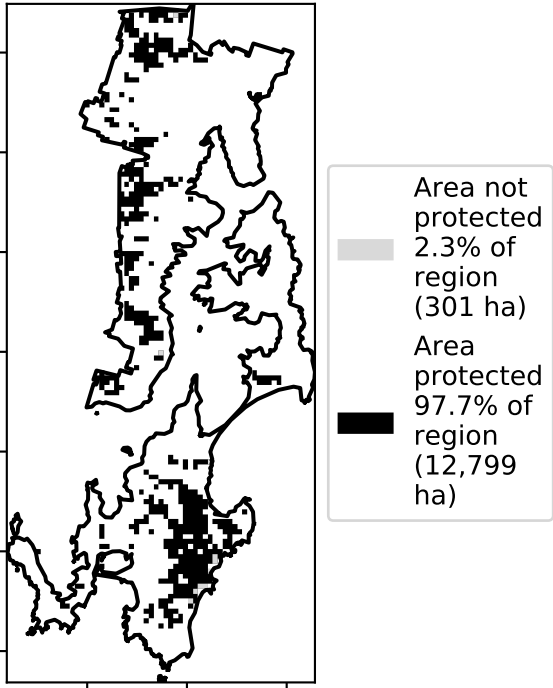 Area not
protected
2.3% of
region
(301 ha)
Area
protected
97.7% of
region
(12,799
ha)